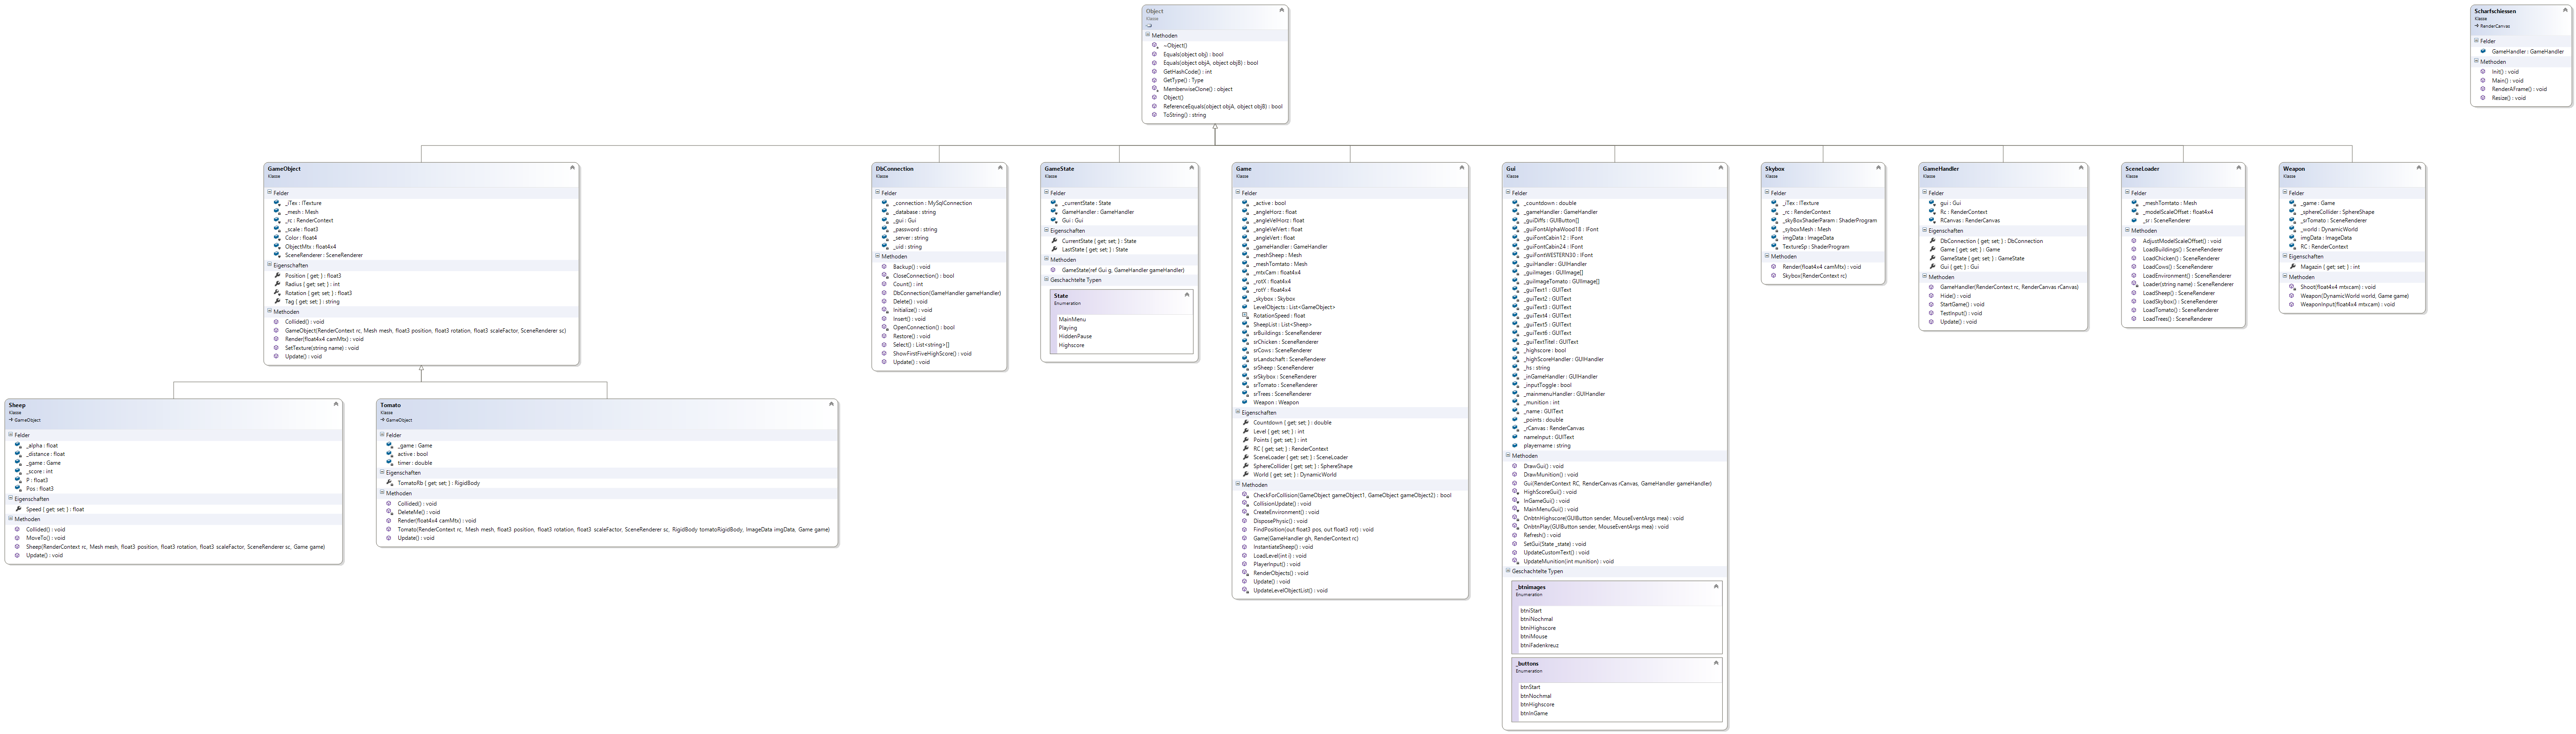 Object
Klasse
Methoden
~Object()
Equals(object obj) : bool
Equals(object objA, object objB) : bool
GetHashCode() : int
GetType() : Type
MemberwiseClone() : object
Object()
ReferenceEquals(object objA, object objB) : bool
ToString() : string
Scharfschiessen
Klasse
RenderCanvas
Felder
GameHandler : GameHandler
Methoden
Init() : void
Main() : void
RenderAFrame() : void
Resize() : void
GameObject
Klasse
Felder
_iTex : ITexture
_mesh : Mesh
_rc : RenderContext
_scale : float3
Color : float4
ObjectMtx : float4x4
SceneRenderer : SceneRenderer
Eigenschaften
Position { get; } : float3
Radius { get; set; } : int
Rotation { get; set; } : float3
Tag { get; set; } : string
Methoden
Collided() : void
GameObject(RenderContext rc, Mesh mesh, float3 position, float3 rotation, float3 scaleFactor, SceneRenderer sc)
Render(float4x4 camMtx) : void
SetTexture(string name) : void
Update() : void
DbConnection
Klasse
Felder
_connection : MySqlConnection
_database : string
_gui : Gui
_password : string
_server : string
_uid : string
Methoden
Backup() : void
CloseConnection() : bool
Count() : int
DbConnection(GameHandler gameHandler)
Delete() : void
Initialize() : void
Insert() : void
OpenConnection() : bool
Restore() : void
Select() : List<string>[]
ShowFirstFiveHighScore() : void
Update() : void
GameState
Klasse
Felder
_currentState : State
GameHandler : GameHandler
Gui : Gui
Eigenschaften
CurrentState { get; set; } : State
LastState { get; set; } : State
Methoden
GameState(ref Gui g, GameHandler gameHandler)
Geschachtelte Typen
State
Enumeration
MainMenu
Playing
HiddenPause
Highscore
Game
Klasse
Felder
_active : bool
_angleHorz : float
_angleVelHorz : float
_angleVelVert : float
_angleVert : float
_gameHandler : GameHandler
_meshSheep : Mesh
_meshTomtato : Mesh
_mtxCam : float4x4
_rotX : float4x4
_rotY : float4x4
_skybox : Skybox
LevelObjects : List<GameObject>
RotationSpeed : float
SheepList : List<Sheep>
srBuildings : SceneRenderer
srChicken : SceneRenderer
srCows : SceneRenderer
srLandschaft : SceneRenderer
srSheep : SceneRenderer
srSkybox : SceneRenderer
srTomato : SceneRenderer
srTrees : SceneRenderer
Weapon : Weapon
Eigenschaften
Countdown { get; set; } : double
Level { get; set; } : int
Points { get; set; } : int
RC { get; set; } : RenderContext
SceneLoader { get; set; } : SceneLoader
SphereCollider { get; set; } : SphereShape
World { get; set; } : DynamicWorld
Methoden
CheckForCollision(GameObject gameObject1, GameObject gameObject2) : bool
CollisionUpdate() : void
CreateEnvironment() : void
DisposePhysic() : void
FindPosition(out float3 pos, out float3 rot) : void
Game(GameHandler gh, RenderContext rc)
InstantiateSheep() : void
LoadLevel(int i) : void
PlayerInput() : void
RenderObjects() : void
Update() : void
UpdateLevelObjectList() : void
Gui
Klasse
Felder
_countdown : double
_gameHandler : GameHandler
_guiDiffs : GUIButton[]
_guiFontAlphaWood18 : IFont
_guiFontCabin12 : IFont
_guiFontCabin24 : IFont
_guiFontWESTERN30 : IFont
_guiHandler : GUIHandler
_guiImages : GUIImage[]
_guiImageTomato : GUIImage[]
_guiText1 : GUIText
_guiText2 : GUIText
_guiText3 : GUIText
_guiText4 : GUIText
_guiText5 : GUIText
_guiText6 : GUIText
_guiTextTitel : GUIText
_highscore : bool
_highScoreHandler : GUIHandler
_hs : string
_inGameHandler : GUIHandler
_inputToggle : bool
_mainmenuHandler : GUIHandler
_munition : int
_name : GUIText
_points : double
_rCanvas : RenderCanvas
nameInput : GUIText
playername : string
Methoden
DrawGui() : void
DrawMunition() : void
Gui(RenderContext RC, RenderCanvas rCanvas, GameHandler gameHandler)
HighScoreGui() : void
InGameGui() : void
MainMenuGui() : void
OnbtnHighscore(GUIButton sender, MouseEventArgs mea) : void
OnbtnPlay(GUIButton sender, MouseEventArgs mea) : void
Refresh() : void
SetGui(State _state) : void
UpdateCustomText() : void
UpdateMunition(int munition) : void
Geschachtelte Typen
_btnimages
Enumeration
btniStart
btniNochmal
btniHighscore
btniMouse
btniFadenkreuz
_buttons
Enumeration
btnStart
btnNochmal
btnHighscore
btnInGame
Skybox
Klasse
Felder
_iTex : ITexture
_rc : RenderContext
_skyBoxShaderParam : ShaderProgram
_syboxMesh : Mesh
imgData : ImageData
TextureSp : ShaderProgram
Methoden
Render(float4x4 camMtx) : void
Skybox(RenderContext rc)
GameHandler
Klasse
Felder
gui : Gui
Rc : RenderContext
RCanvas : RenderCanvas
Eigenschaften
DbConnection { get; set; } : DbConnection
Game { get; set; } : Game
GameState { get; set; } : GameState
Gui { get; } : Gui
Methoden
GameHandler(RenderContext rc, RenderCanvas rCanvas)
Hide() : void
StartGame() : void
TestInput() : void
Update() : void
SceneLoader
Klasse
Felder
_meshTomtato : Mesh
_modelScaleOffset : float4x4
_sr : SceneRenderer
Methoden
AdjustModelScaleOffset() : void
LoadBuildings() : SceneRenderer
LoadChicken() : SceneRenderer
LoadCows() : SceneRenderer
LoadEnvironment() : SceneRenderer
Loader(string name) : SceneRenderer
LoadSheep() : SceneRenderer
LoadSkybox() : SceneRenderer
LoadTomato() : SceneRenderer
LoadTrees() : SceneRenderer
Weapon
Klasse
Felder
_game : Game
_sphereCollider : SphereShape
_srTomato : SceneRenderer
_world : DynamicWorld
imgData : ImageData
RC : RenderContext
Eigenschaften
Magazin { get; set; } : int
Methoden
Shoot(float4x4 mtxcam) : void
Weapon(DynamicWorld world, Game game)
WeaponInput(float4x4 mtxcam) : void
Sheep
Klasse
GameObject
Felder
_alpha : float
_distance : float
_game : Game
_score : int
P : float3
Pos : float3
Eigenschaften
Speed { get; set; } : float
Methoden
Collided() : void
MoveTo() : void
Sheep(RenderContext rc, Mesh mesh, float3 position, float3 rotation, float3 scaleFactor, SceneRenderer sc, Game game)
Update() : void
Tomato
Klasse
GameObject
Felder
_game : Game
active : bool
timer : double
Eigenschaften
TomatoRb { get; set; } : RigidBody
Methoden
Collided() : void
DeleteMe() : void
Render(float4x4 camMtx) : void
Tomato(RenderContext rc, Mesh mesh, float3 position, float3 rotation, float3 scaleFactor, SceneRenderer sc, RigidBody tomatoRigidBody, ImageData imgData, Game game)
Update() : void